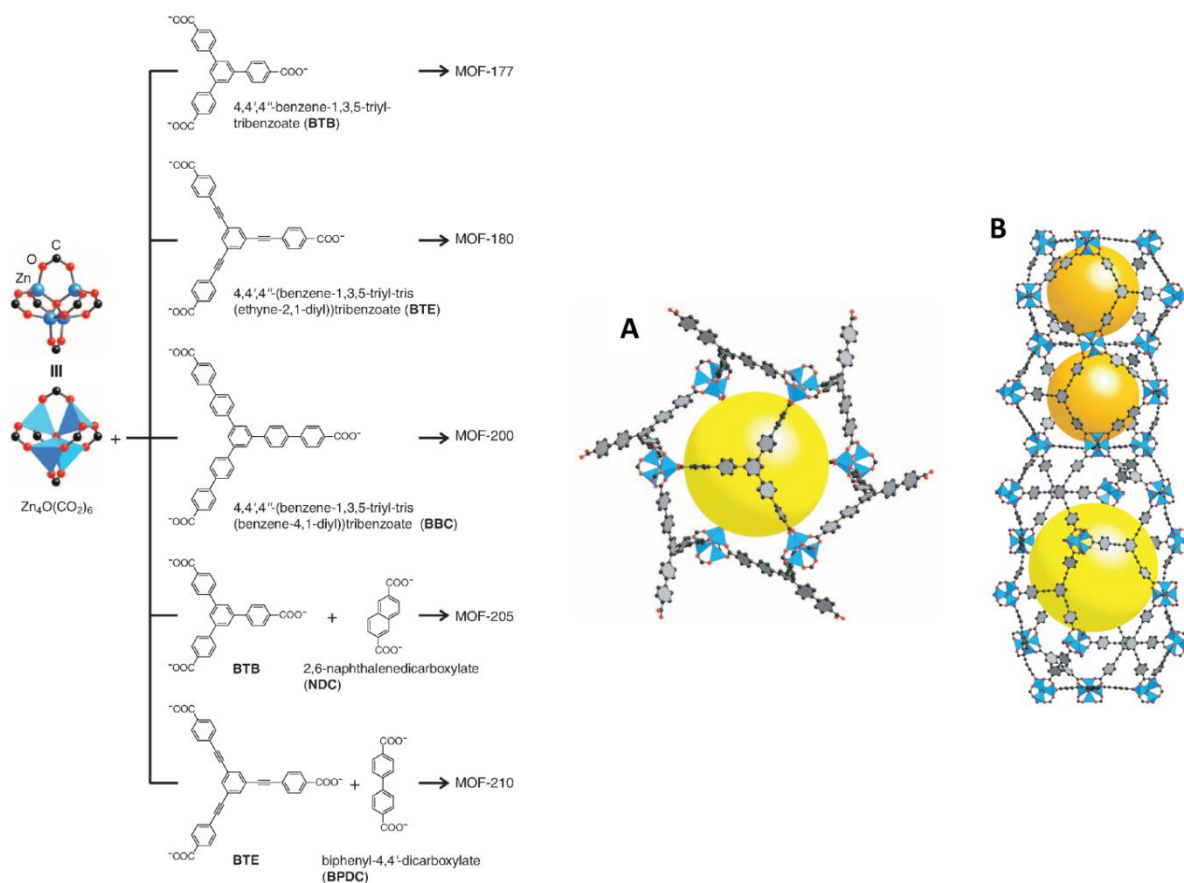 ⁻OOC
COO⁻
⁻OOC
MOF-177
4,4′,4″-benzene-1,3,5-triyl-
tribenzoate (BTB)
⁻OOC
COO⁻
⁻OOC
MOF-180
4,4′,4″-(benzene-1,3,5-triyl-tris
(ethyne-2,1-diyl))tribenzoate (BTE)
C
O
Zn
III
+
Zn₄O(CO₂)₆
⁻OOC
COO⁻
⁻OOC
MOF-200
4,4′,4″-(benzene-1,3,5-triyl-tris
(benzene-4,1-diyl))tribenzoate (BBC)
⁻OOC
COO⁻
⁻OOC
BTB
+
COO⁻
COO⁻
MOF-205
2,6-naphthalenedicarboxylate
(NDC)
⁻OOC
COO⁻
⁻OOC
BTE
+
COO⁻
COO⁻
MOF-210
biphenyl-4,4′-dicarboxylate
(BPDC)
A
B